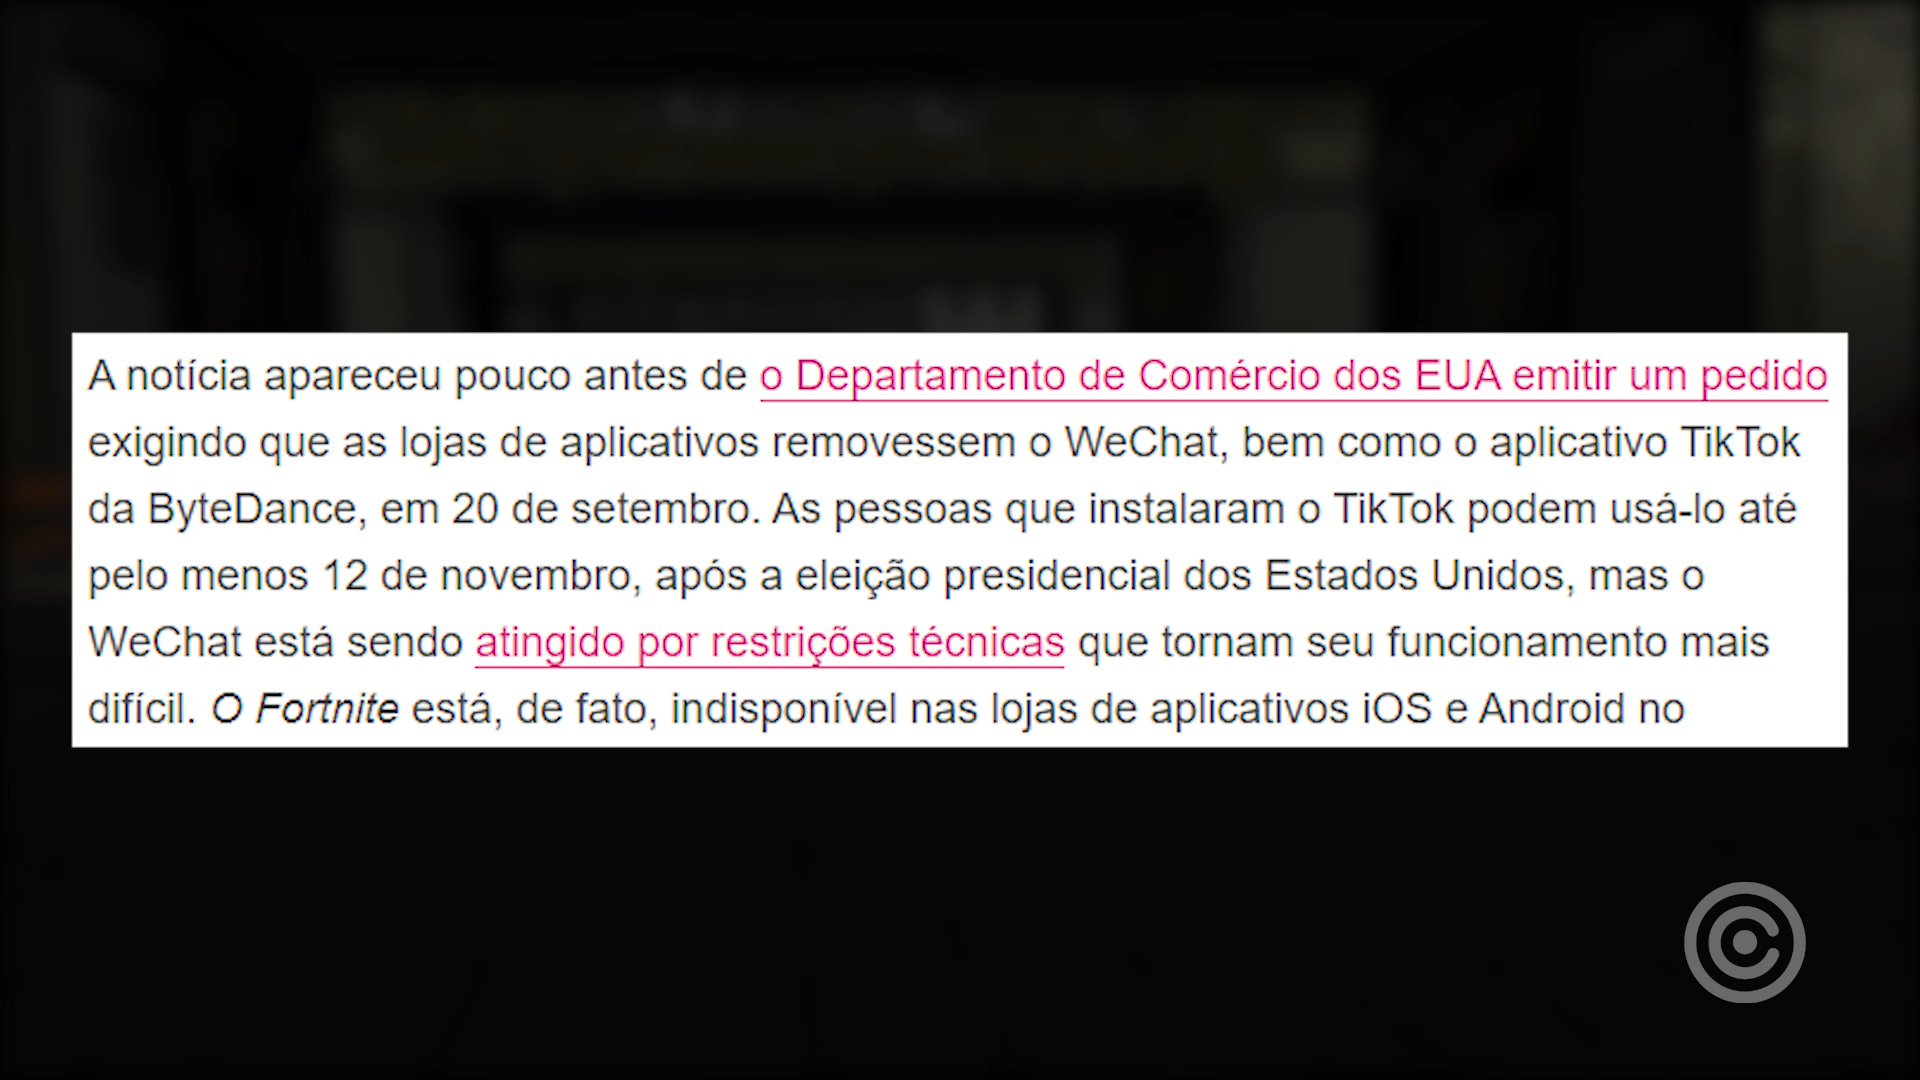 A notícia apareceu pouco antes de o Departamento de Comércio dos EUA emitir um pedido
exigindo que as lojas de aplicativos removessem o WeChat, bem como o aplicativo TikTok
da ByteDance, em 20 de setembro. As pessoas que instalaram o TikTok podem usá-lo até
pelo menos 12 de novembro, após a eleição presidencial dos Estados Unidos, mas o
WeChat está sendo atingido por restrições técnicas que tornam seu funcionamento mais
difícil. O Fortnite está, de fato, indisponível nas lojas de aplicativos iOS e Android no